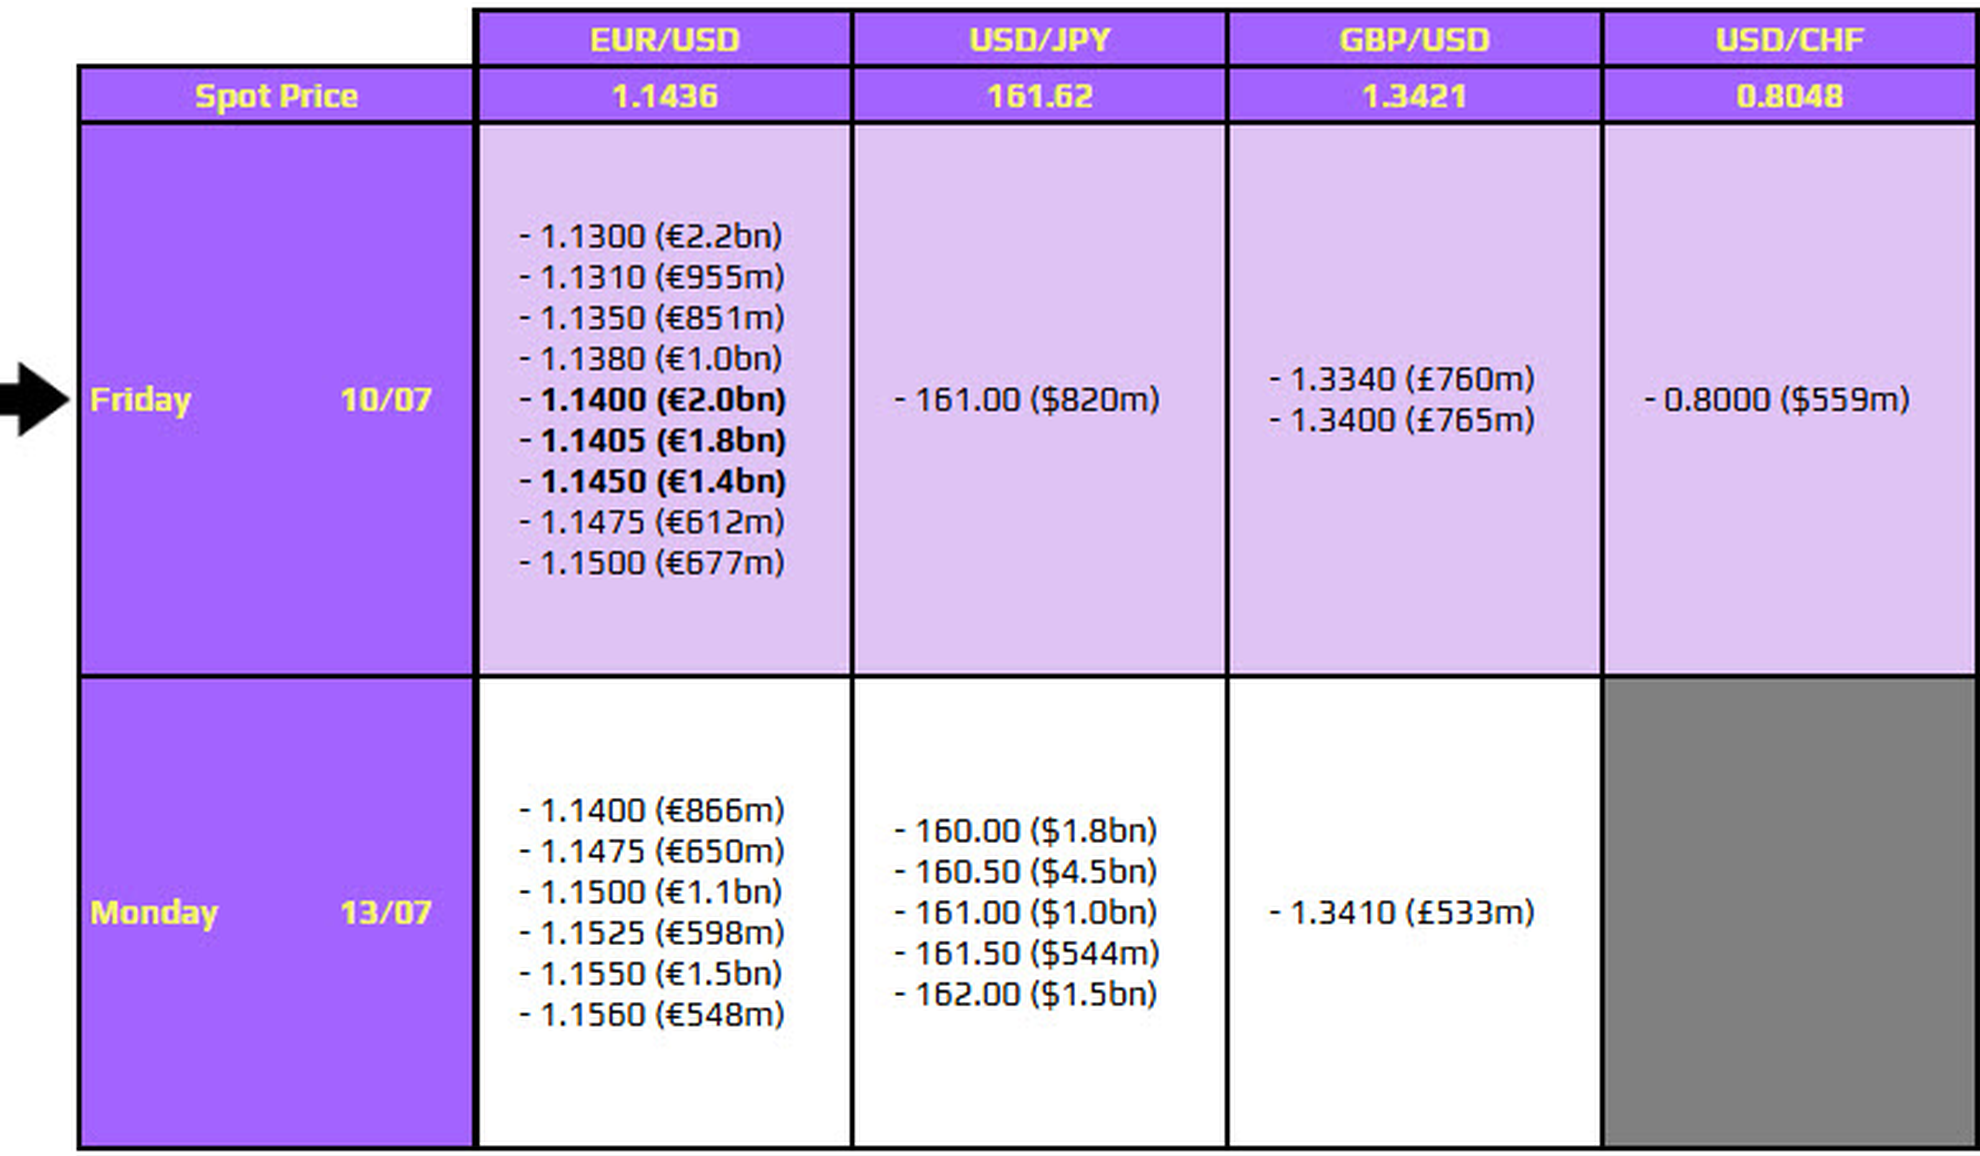 EUR/USD USD/JPY GBP/USD USD/CHF
Spot Price 1.1436 161.62 1.3421 0.8048
Friday 10/07
- 1.1300 (€2.2bn)
- 1.1310 (€955m)
- 1.1350 (€851m)
- 1.1380 (€1.0bn)
- 1.1400 (€2.0bn)
- 1.1405 (€1.8bn)
- 1.1450 (€1.4bn)
- 1.1475 (€612m)
- 1.1500 (€677m)
- 161.00 ($820m)
- 1.3340 (£760m)
- 1.3400 (£765m)
- 0.8000 ($559m)
Monday 13/07
- 1.1400 (€866m)
- 1.1475 (€650m)
- 1.1500 (€1.1bn)
- 1.1525 (€598m)
- 1.1550 (€1.5bn)
- 1.1560 (€548m)
- 160.00 ($1.8bn)
- 160.50 ($4.5bn)
- 161.00 ($1.0bn)
- 161.50 ($544m)
- 162.00 ($1.5bn)
- 1.3410 (£533m)